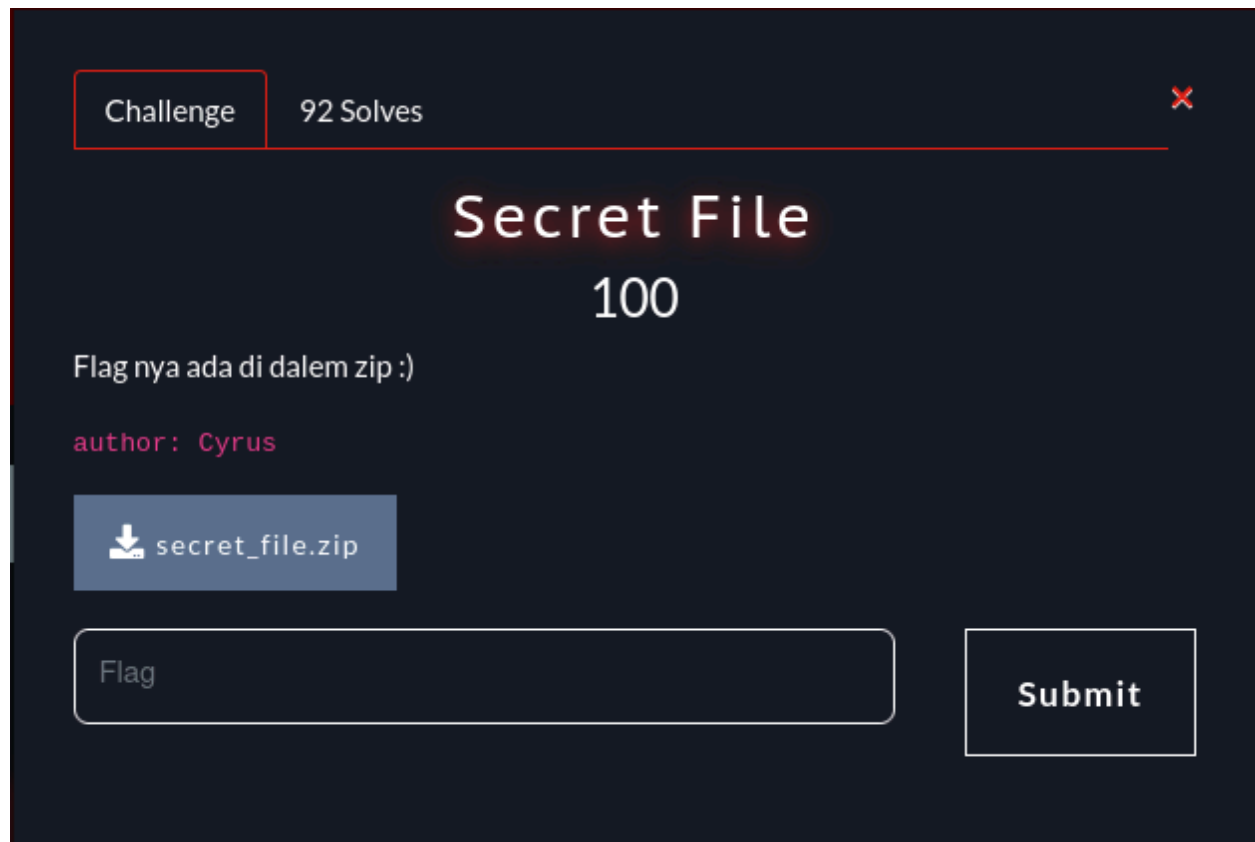 Challenge
92 Solves
Secret File
100
Flag nya ada di dalem zip :)
author: Cyrus
secret_file.zip
Flag
Submit